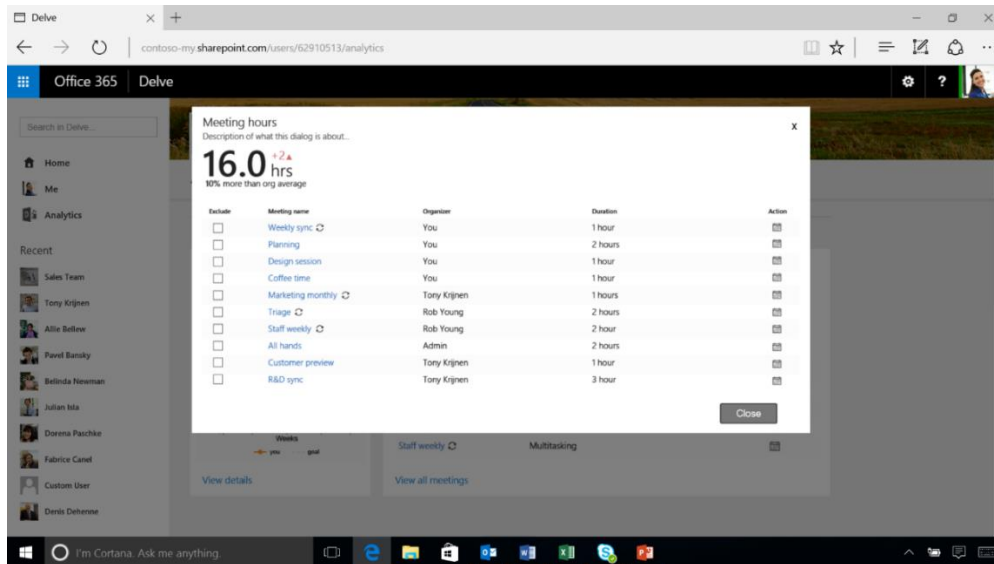 Delve
contoso-my.sharepoint.com/users/62910513/analytics
Office 365 Delve
Search in Delve...
Home
Me
Analytics
Recent
Sales Team
Tony Krijnen
Allie Bellew
Pavel Bansky
Belinda Newman
Julian Isla
Dorena Paschke
Fabrice Canel
Custom User
Denis Dehenne
Meeting hours
x
Description of what this dialog is about...
16.0 hrs +2
10% more than org average
Exclude Meeting name Organizer Duration Action
Weekly sync You 1 hour
Planning You 2 hours
Design session You 1 hour
Coffee time You 1 hour
Marketing monthly Tony Krijnen 1 hours
Triage Rob Young 2 hours
Staff weekly Rob Young 2 hour
All hands Admin 2 hours
Customer preview Tony Krijnen 1 hour
R&D sync Tony Krijnen 3 hour
Close
Weeks
you goal
View details
Staff weekly Multitasking
View all meetings
I'm Cortana. Ask me anything.